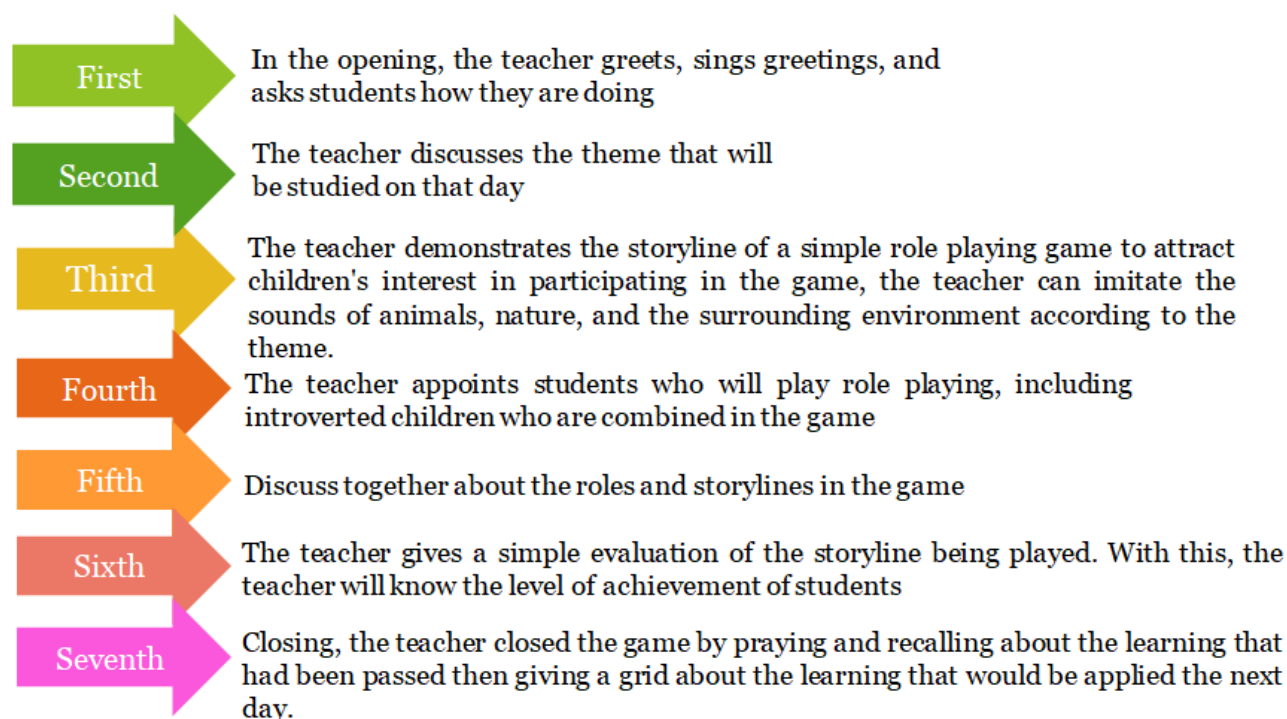 First
In the opening, the teacher greets, sings greetings, and
asks students how they are doing
Second
The teacher discusses the theme that will
be studied on that day
Third
The teacher demonstrates the storyline of a simple role playing game to attract
children's interest in participating in the game, the teacher can imitate the
sounds of animals, nature, and the surrounding environment according to the
theme.
Fourth
The teacher appoints students who will play role playing, including
introverted children who are combined in the game
Fifth
Discuss together about the roles and storylines in the game
Sixth
The teacher gives a simple evaluation of the storyline being played. With this, the
teacher will know the level of achievement of students
Seventh
Closing, the teacher closed the game by praying and recalling about the learning that
had been passed then giving a grid about the learning that would be applied the next
day.